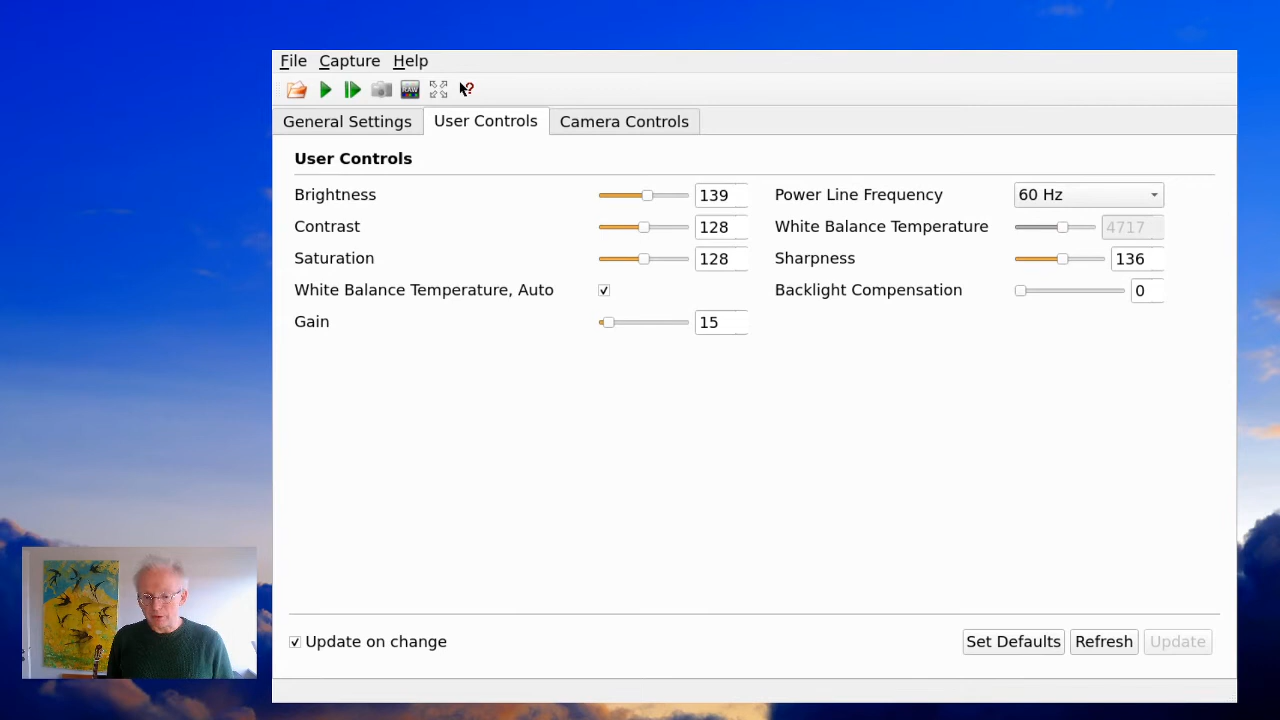 File Capture Help
RAW ?
General Settings User Controls Camera Controls
User Controls
Brightness 139 Power Line Frequency 60 Hz
Contrast 128 White Balance Temperature 4717
Saturation 128 Sharpness 136
White Balance Temperature, Auto Backlight Compensation 0
Gain 15
Update on change Set Defaults Refresh Update